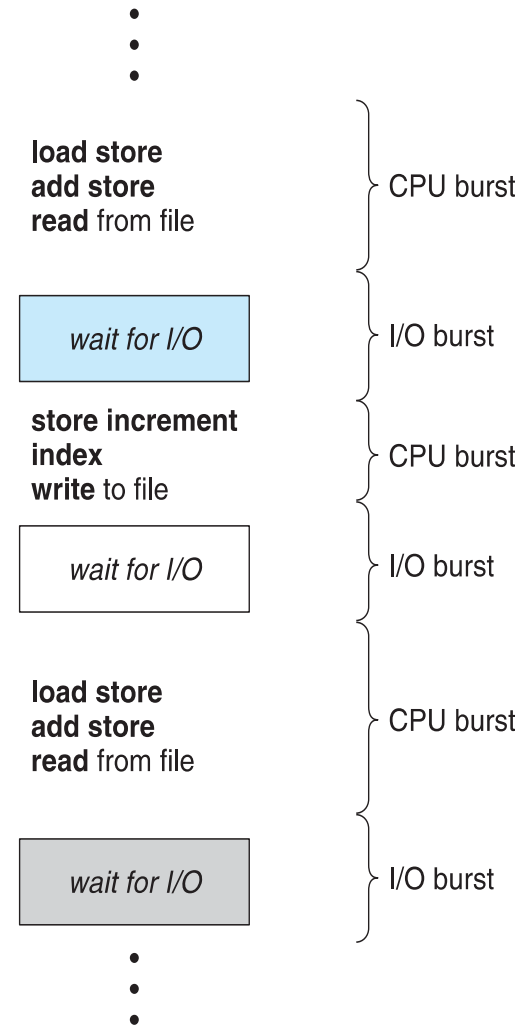 load store
add store
read from file
CPU burst
wait for I/O
I/O burst
store increment
index
write to file
CPU burst
wait for I/O
I/O burst
load store
add store
read from file
CPU burst
wait for I/O
I/O burst